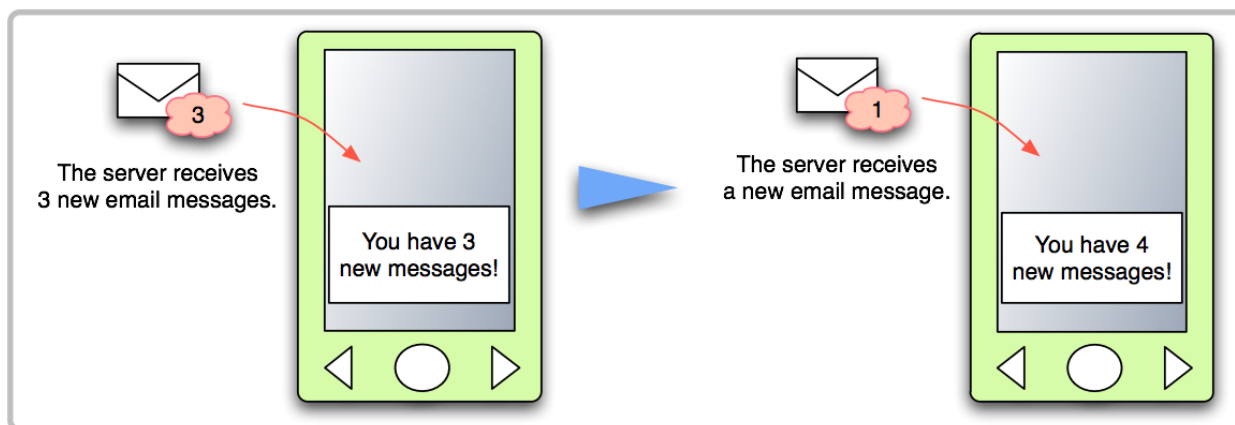 3
The server receives
3 new email messages.
You have 3
new messages!
1
The server receives
a new email message.
You have 4
new messages!